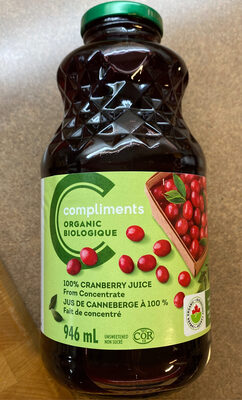 compliments
ORGANIC
BIOLOGIQUE
100% CRANBERRY JUICE
From Concentrate
JUS DE CANNEBERGE À 100 %
Fait de concentré
946 mL
UNSWEETENED
NON SUCRÉ
COR